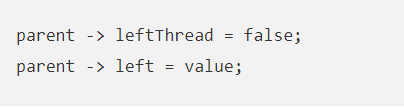 parent -> leftThread = false;
parent -> left = value;